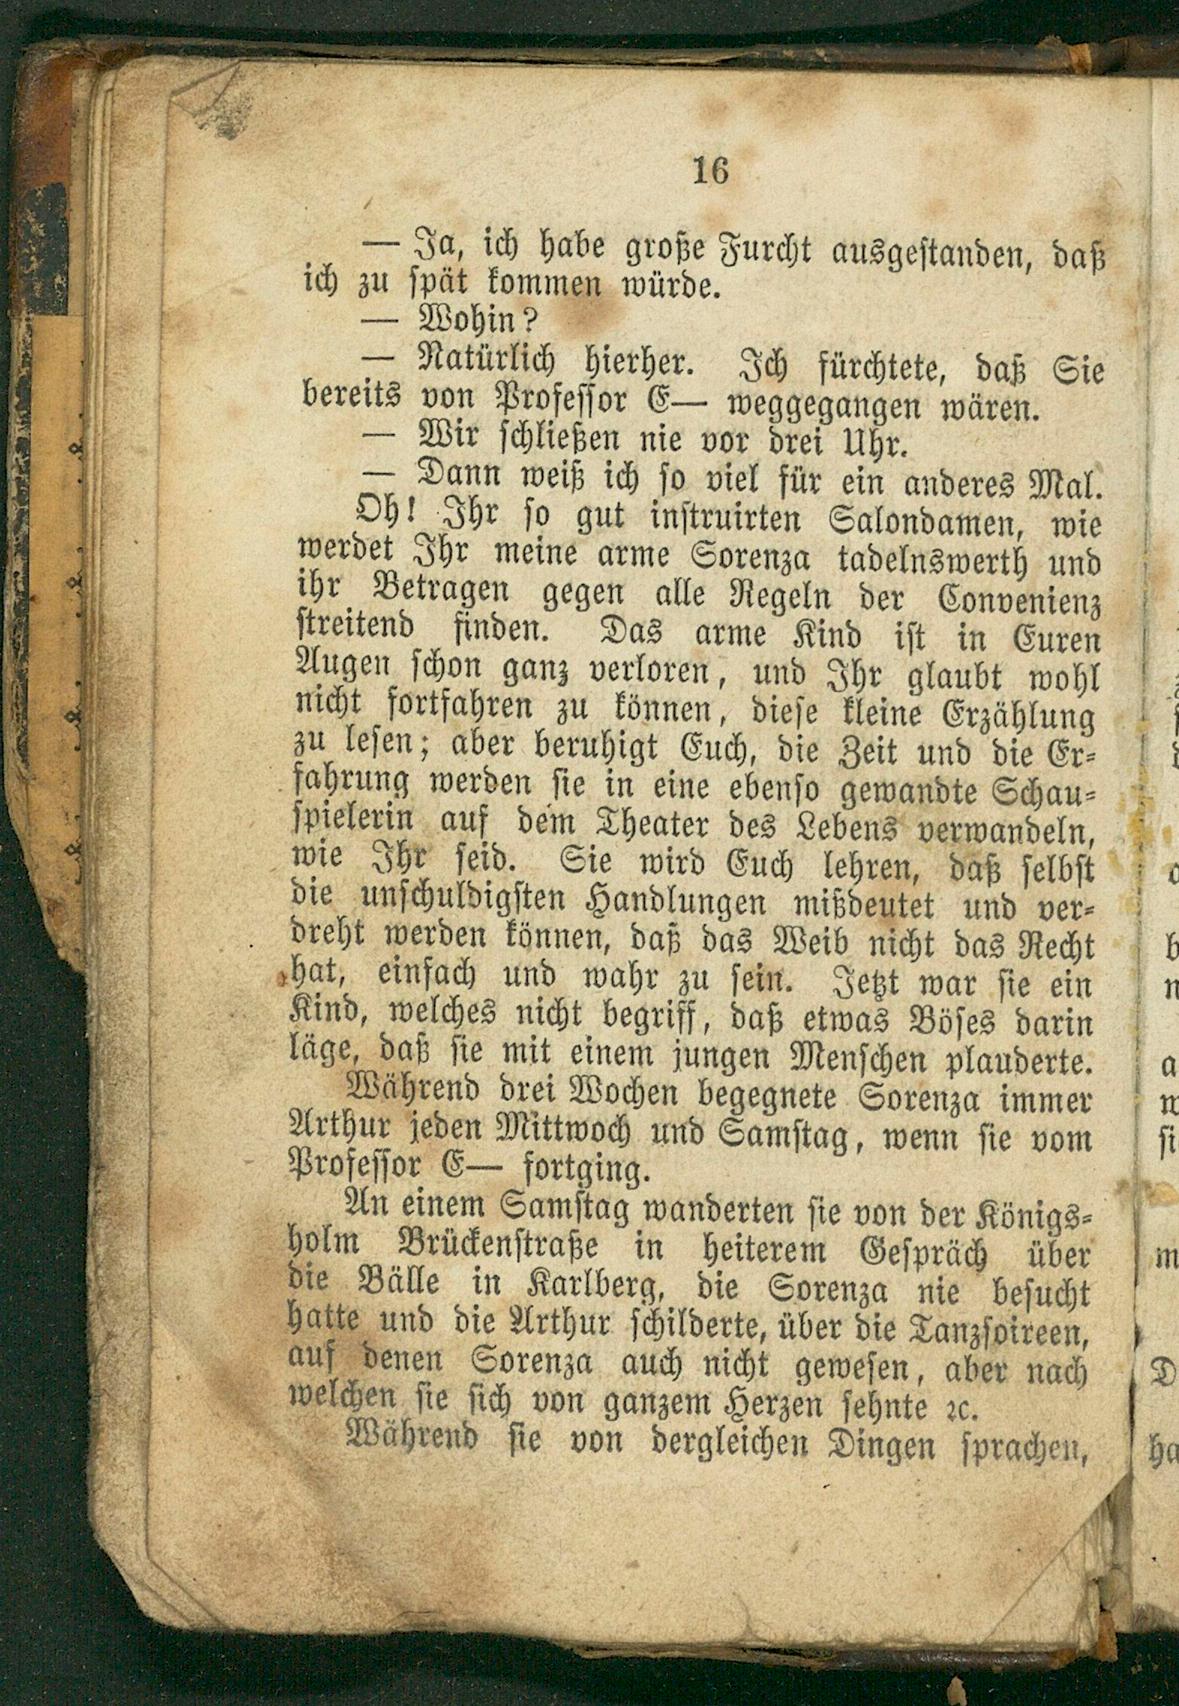 16
— Ja, ich habe große Furcht ausgestanden, daß
ich zu spät kommen würde.
— Wohin?
— Natürlich hierher. Ich fürchtete, daß Sie
bereits von Professor E— weggegangen wären.
— Wir schließen nie vor drei Uhr.
— Dann weiß ich so viel für ein anderes Mal.
Oh! Ihr so gut instruirten Salondamen, wie
werdet Ihr meine arme Sorenza tadelnswerth und
ihr Betragen gegen alle Regeln der Convenienz
streitend finden. Das arme Kind ist in Euren
Augen schon ganz verloren, und Ihr glaubt wohl
nicht fortfahren zu können, diese kleine Erzählung
zu lesen; aber beruhigt Euch, die Zeit und die Er-
fahrung werden sie in eine ebenso gewandte Schau-
spielerin auf dem Theater des Lebens verwandeln,
wie Ihr seid. Sie wird Euch lehren, daß selbst
die unschuldigsten Handlungen mißdeutet und ver-
dreht werden können, daß das Weib nicht das Recht
hat, einfach und wahr zu sein. Jetzt war sie ein
Kind, welches nicht begriff, daß etwas Böses darin
läge, daß sie mit einem jungen Menschen plauderte.
Während drei Wochen begegnete Sorenza immer
Arthur jeden Mittwoch und Samstag, wenn sie vom
Professor E— fortging.
An einem Samstag wanderten sie von der Königs-
holm Brückenstraße in heiterem Gespräch über
die Bälle in Karlberg, die Sorenza nie besucht
hatte und die Arthur schilderte, über die Tanzsoireen,
auf denen Sorenza auch nicht gewesen, aber nach
welchen sie sich von ganzem Herzen sehnte ꝛc.
Während sie von dergleichen Dingen sprachen,